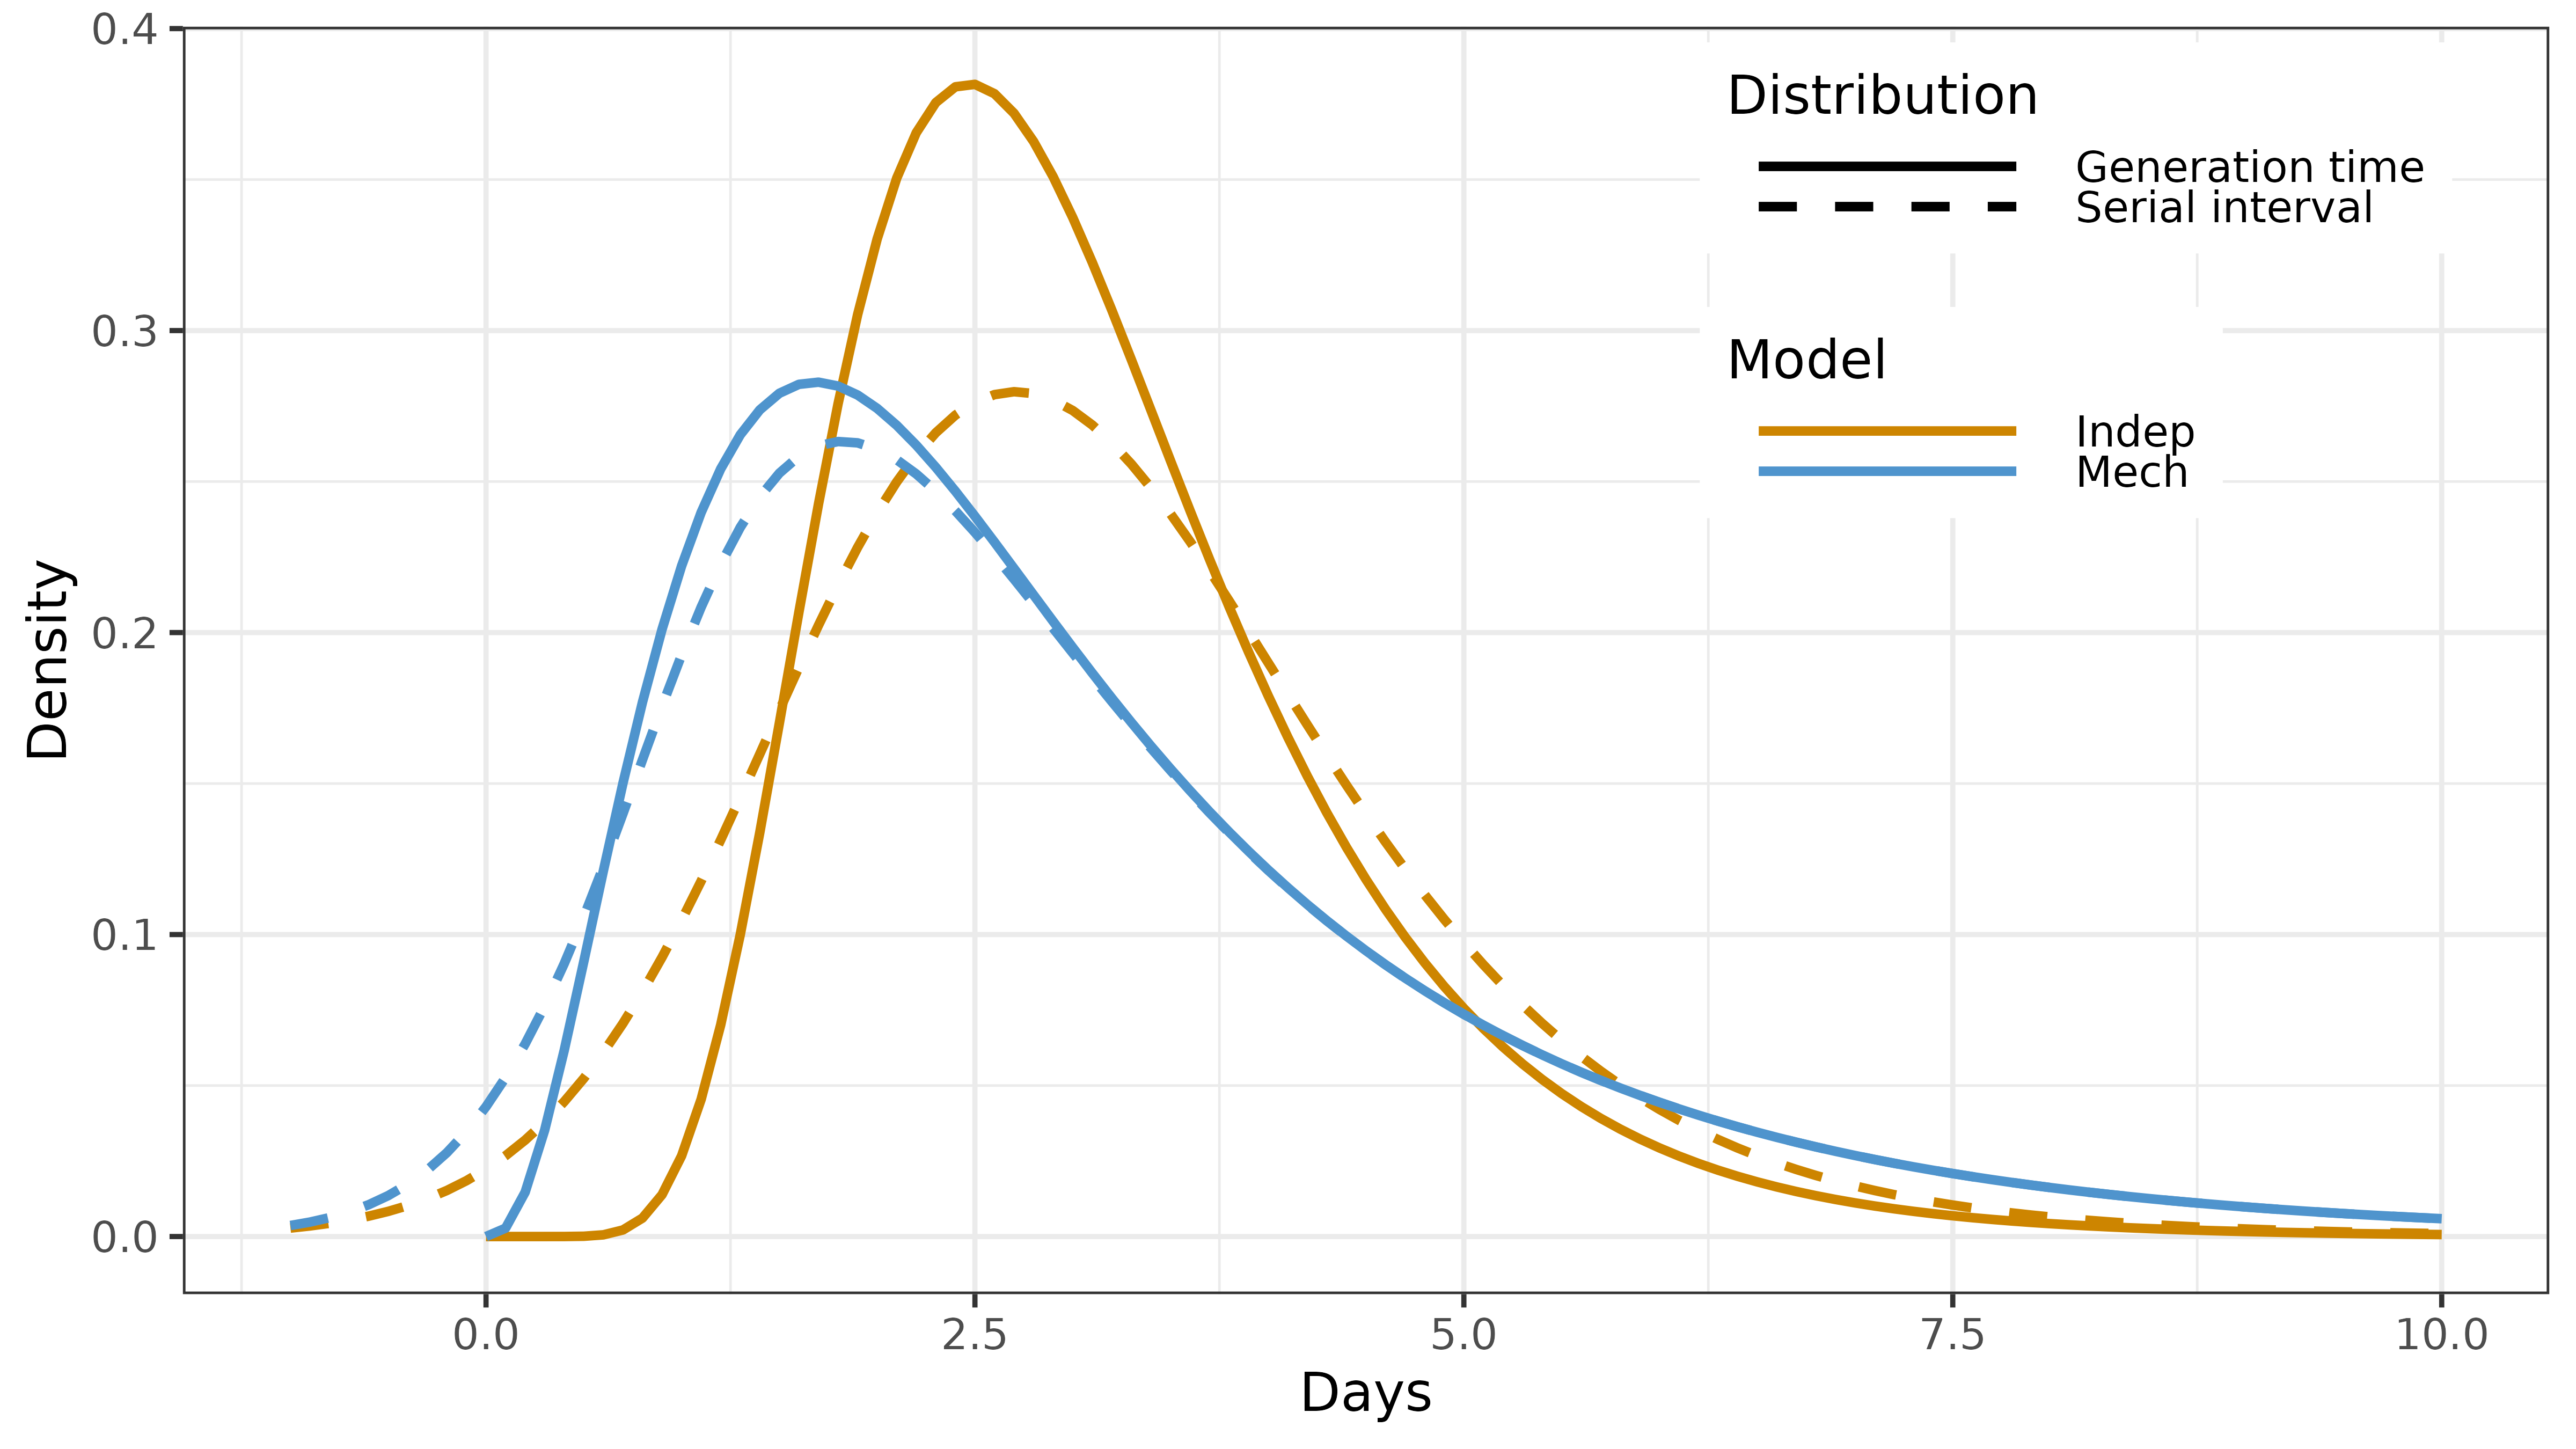 0.4
0.3
0.2
0.1
0.0
Density
Distribution
Generation time
Serial interval
Model
Indep
Mech
0.0 2.5 5.0 7.5 10.0
Days